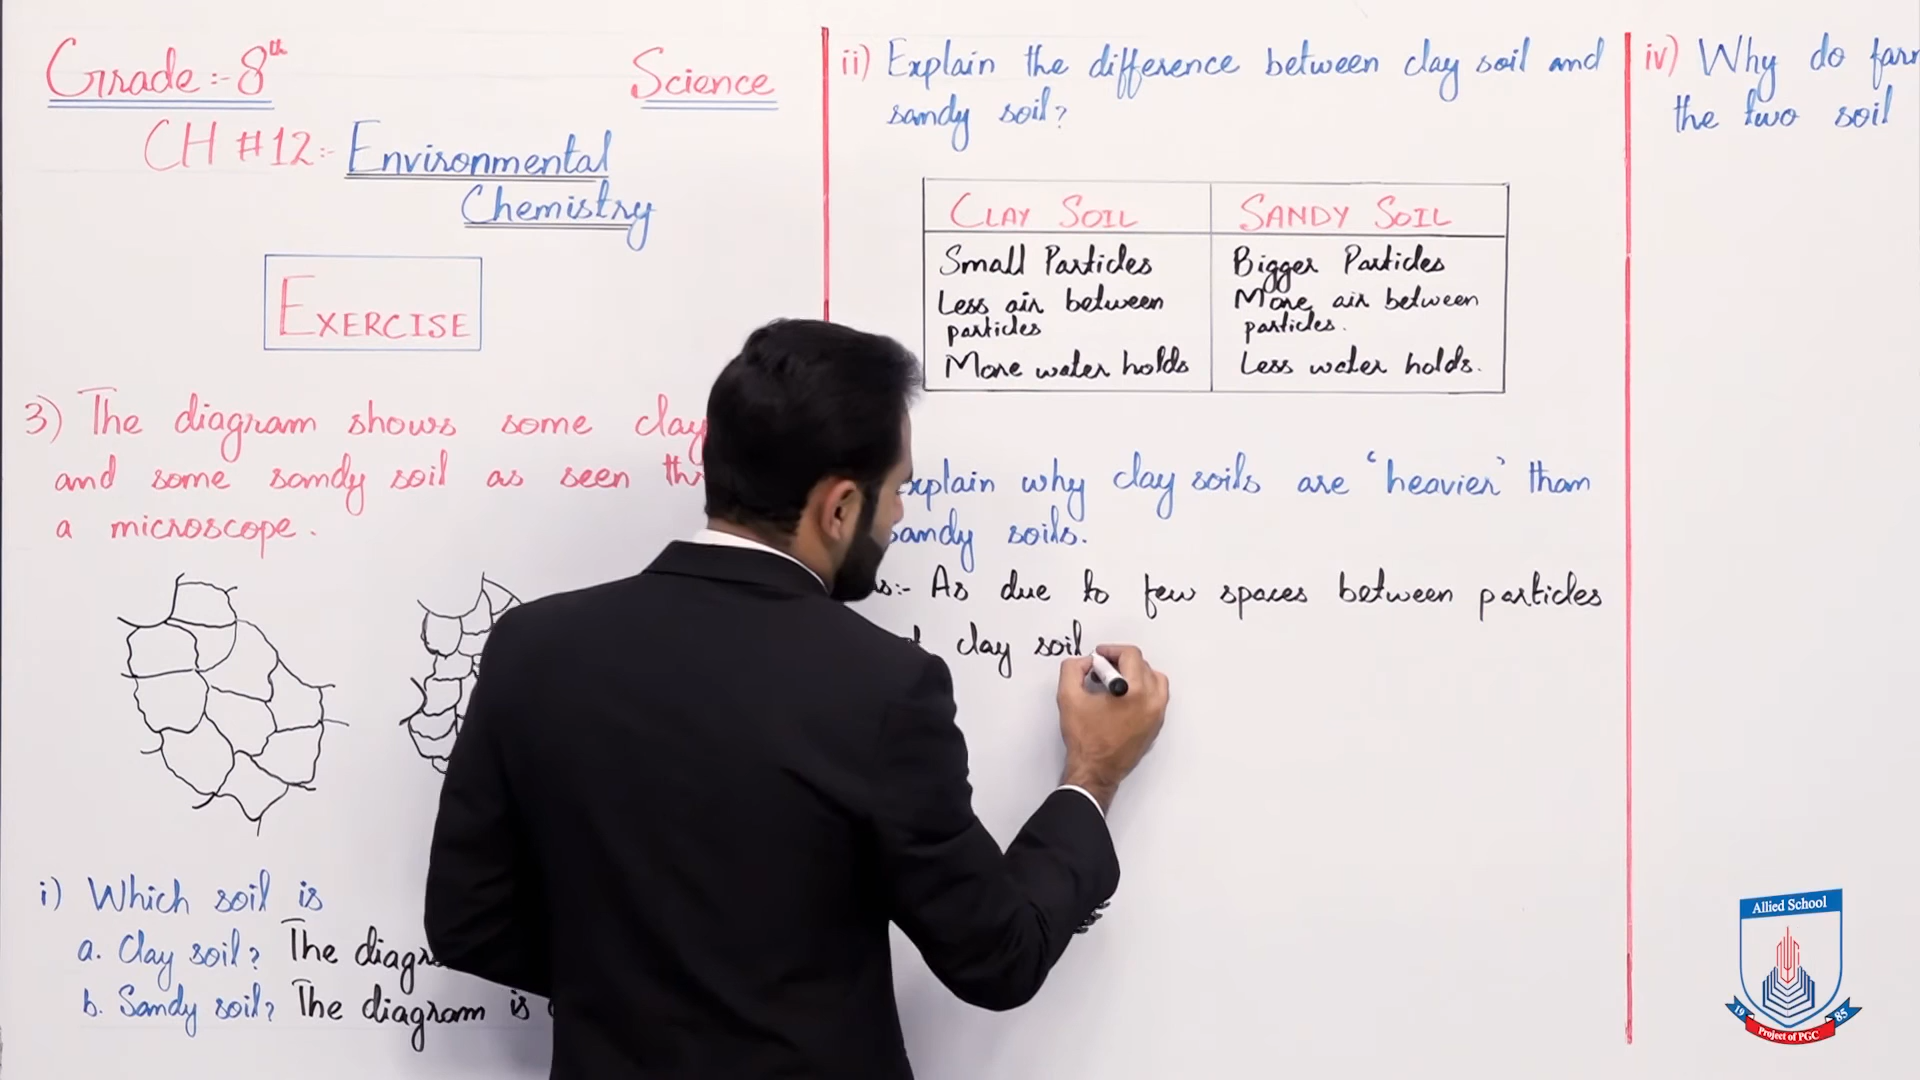 Grade:- 8th
Science
CH #12:- Environmental
Chemistry
EXERCISE
3) The diagram shows some clay
and some sandy soil as seen
a microscope.
i) Which soil is
a. Clay soil? The
b. Sandy soil? The diagram is
ii) Explain the difference between clay soil and
sandy soil?
CLAY SOIL
Small Particles
Less air between
particles
More water holds
SANDY SOIL
Bigger Particles
More air between
particles.
Less water holds.
why clay soils are 'heavier' than
sandy soils.
As due to few spaces between particles
clay soil
iv) Why do
the two soil
Allied School
1985
Project of PGC